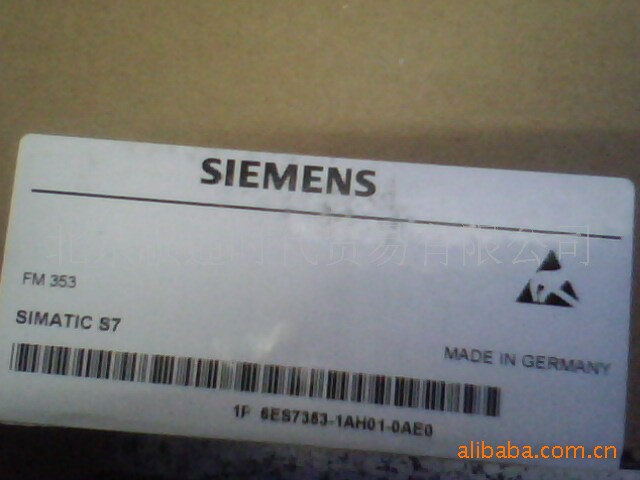 SIEMENS
FM 353
SIMATIC S7
MADE IN GERMANY
1P 6ES7353-1AH01-0AE0
alibaba.com.cn